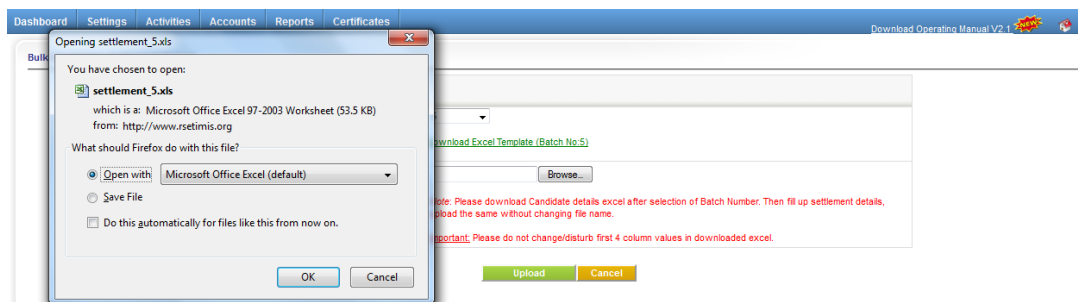 Dashboard Settings Activities Accounts Reports Certificates
Download Operating Manual V2.1 NEW
Opening settlement_5.xls
Bulk
You have chosen to open:
settlement_5.xls
which is a: Microsoft Office Excel 97-2003 Worksheet (53.5 KB)
from: http://www.rsetimis.org
What should Firefox do with this file?
Open with Microsoft Office Excel (default)
Save File
Do this automatically for files like this from now on.
OK Cancel
ownload Excel Template (Batch No:5)
Browse...
ote: Please download Candidate details excel after selection of Batch Number. Then fill up settlement details,
pload the same without changing file name.
mportant: Please do not change/disturb first 4 column values in downloaded excel.
Upload Cancel